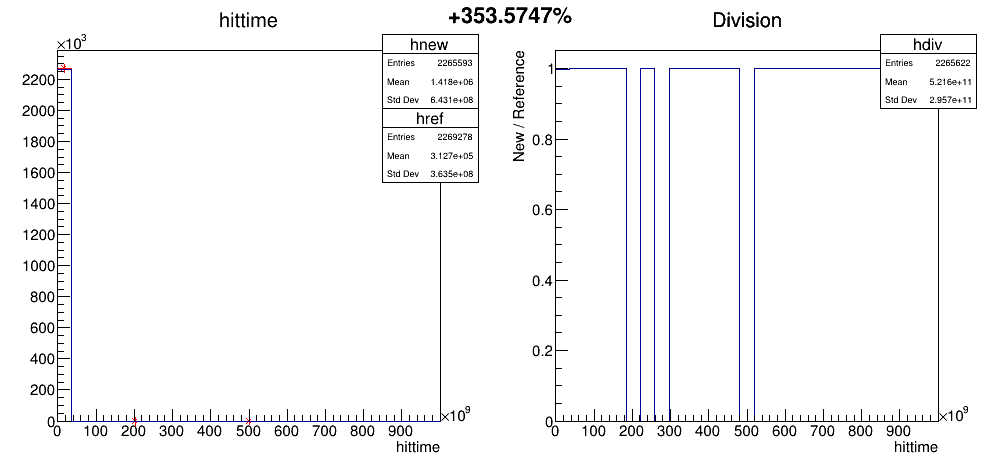 +353.5747%
hittime
×10³
hnew
Entries 2265593
Mean 1.418e+06
Std Dev 6.431e+08
href
Entries 2269278
Mean 3.127e+05
Std Dev 3.635e+08
2200
2000
1800
1600
1400
1200
1000
800
600
400
200
0
0 100 200 300 400 500 600 700 800 900
×10⁹
hittime
Division
hdiv
Entries 2265622
Mean 5.216e+11
Std Dev 2.957e+11
New / Reference
1
0.8
0.6
0.4
0.2
0
0 100 200 300 400 500 600 700 800 900
×10⁹
hittime